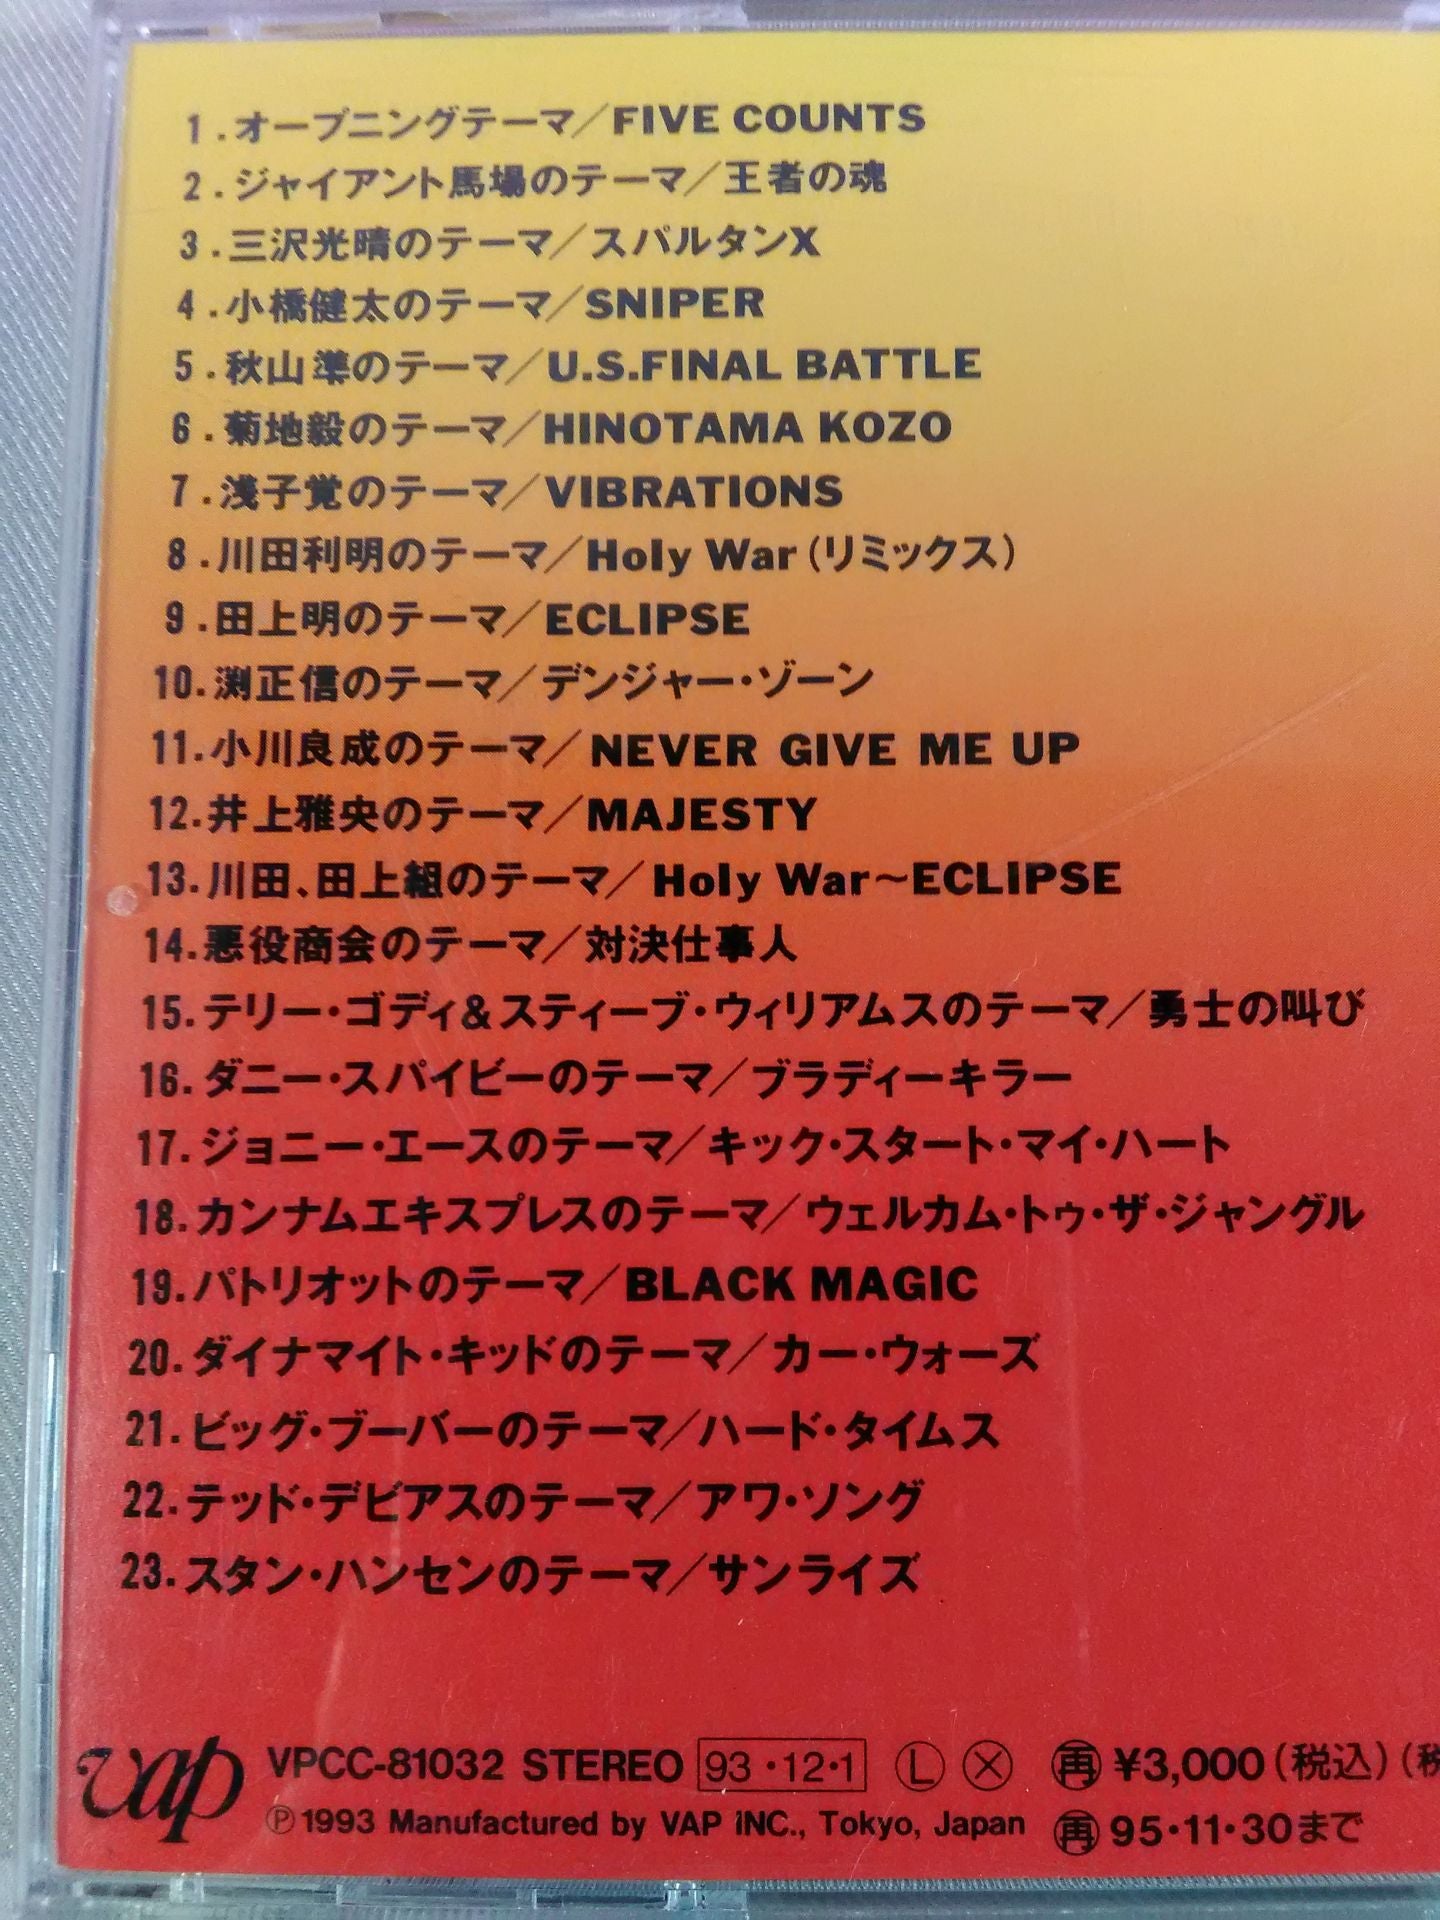 1.オープニングテーマ／FIVE COUNTS
2.ジャイアント馬場のテーマ／王者の魂
3.三沢光晴のテーマ／スパルタンX
4.小橋健太のテーマ／SNIPER
5.秋山準のテーマ／U.S.FINAL BATTLE
6.菊地毅のテーマ／HINOTAMA KOZO
7.浅子覚のテーマ／VIBRATIONS
8.川田利明のテーマ／Holy War(リミックス)
9.田上明のテーマ／ECLIPSE
10.渕正信のテーマ／デンジャー・ゾーン
11.小川良成のテーマ／NEVER GIVE ME UP
12.井上雅央のテーマ／MAJESTY
13.川田、田上組のテーマ／Holy War〜ECLIPSE
14.悪役商会のテーマ／対決仕事人
15.テリー・ゴディ&スティーブ・ウィリアムスのテーマ／勇士の叫び
16.ダニー・スパイビーのテーマ／ブラディーキラー
17.ジョニー・エースのテーマ／キック・スタート・マイ・ハート
18.カンナムエキスプレスのテーマ／ウェルカム・トゥ・ザ・ジャングル
19.パトリオットのテーマ／BLACK MAGIC
20.ダイナマイト・キッドのテーマ／カー・ウォーズ
21.ビッグ・ブーバーのテーマ／ハード・タイムス
22.テッド・デビアスのテーマ／アワ・ソング
23.スタン・ハンセンのテーマ／サンライズ
vap VPCC-81032 STEREO 93・12・1 Ⓛ Ⓧ ㊢ ¥3,000(税込)(税
Ⓟ1993 Manufactured by VAP INC., Tokyo, Japan 再 95・11・30まで